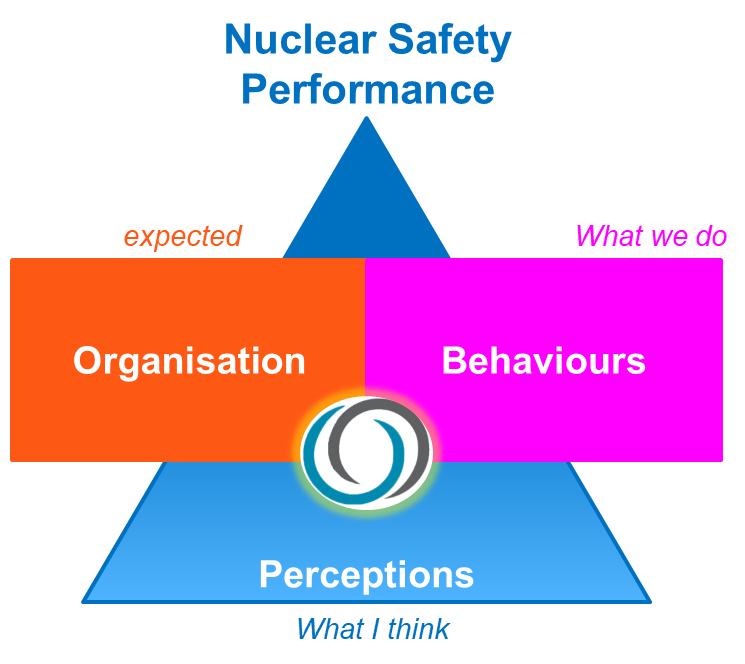 Nuclear Safety
Performance
expected
What we do
Organisation
Behaviours
Perceptions
What I think